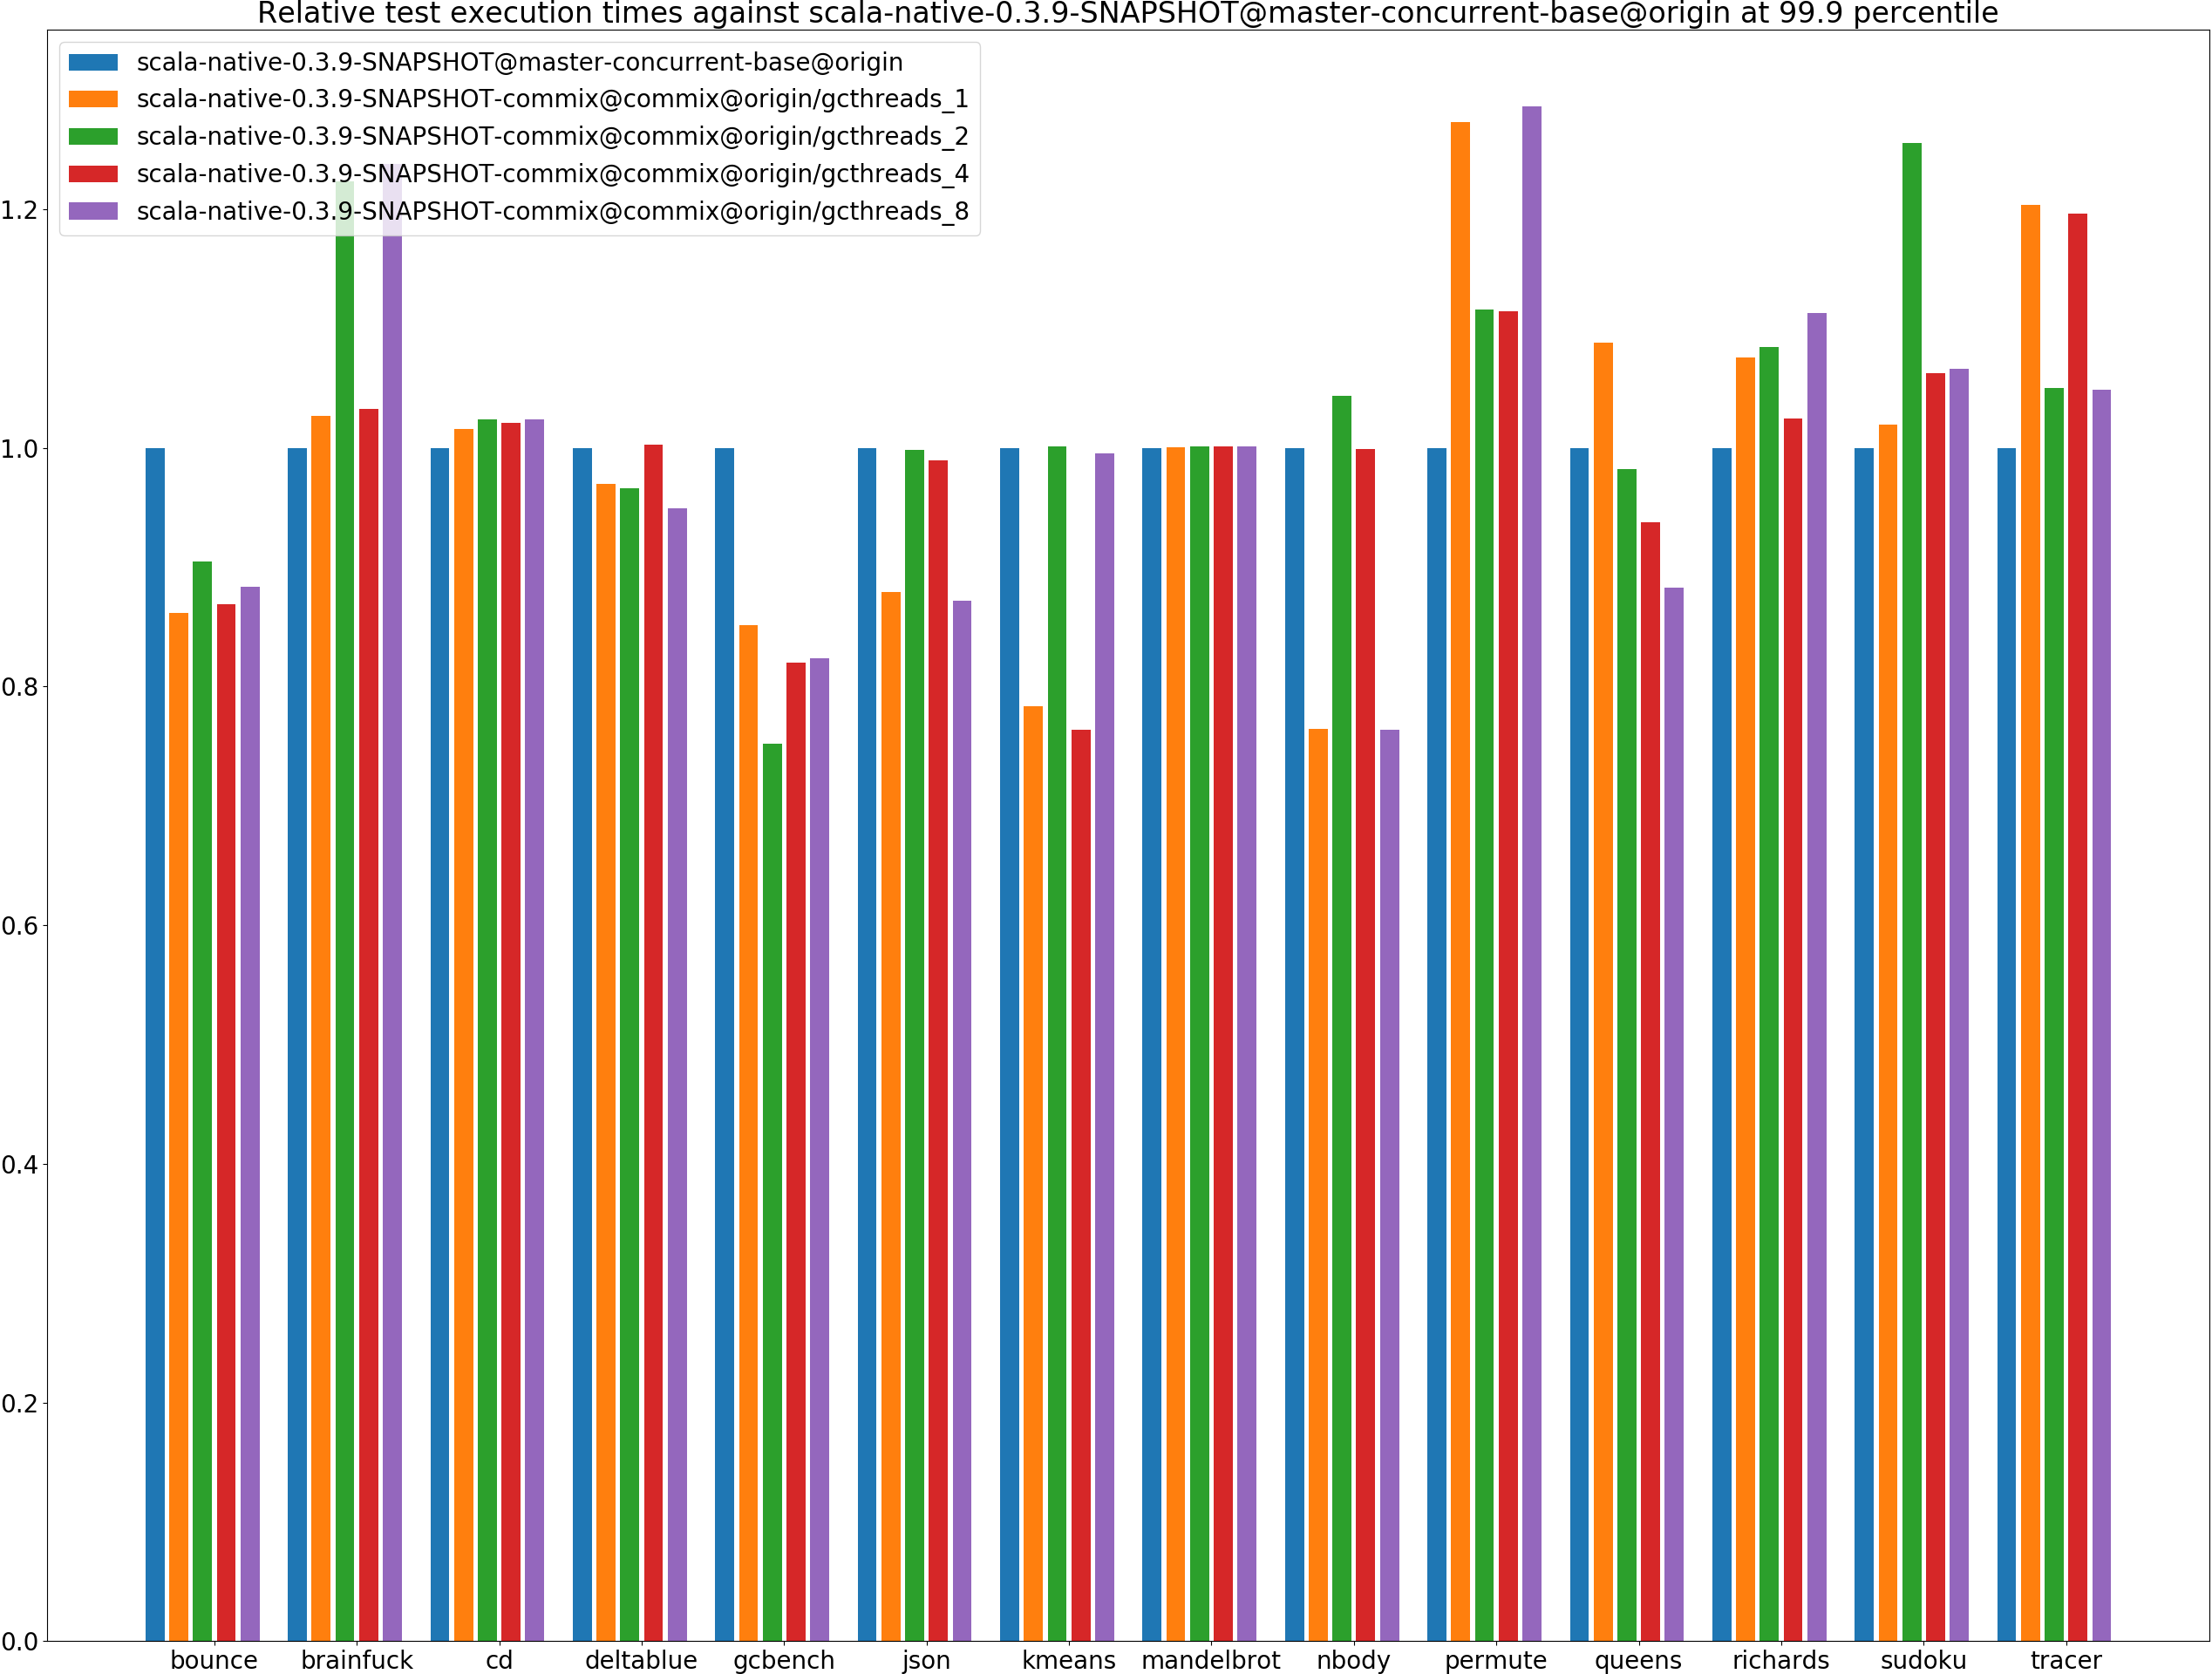 Relative test execution times against scala-native-0.3.9-SNAPSHOT@master-concurrent-base@origin at 99.9 percentile
scala-native-0.3.9-SNAPSHOT@master-concurrent-base@origin
scala-native-0.3.9-SNAPSHOT-commix@commix@origin/gcthreads_1
scala-native-0.3.9-SNAPSHOT-commix@commix@origin/gcthreads_2
scala-native-0.3.9-SNAPSHOT-commix@commix@origin/gcthreads_4
scala-native-0.3.9-SNAPSHOT-commix@commix@origin/gcthreads_8
1.2
1.0
0.8
0.6
0.4
0.2
0.0
bounce brainfuck cd deltablue gcbench json kmeans mandelbrot nbody permute queens richards sudoku tracer